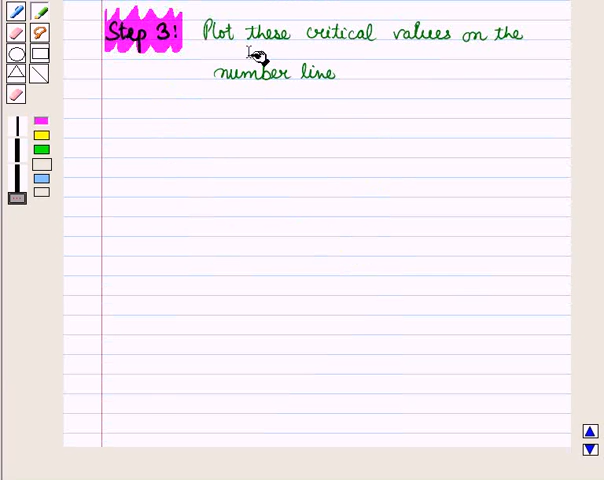 Step 3: Plot these critical values on the
number line